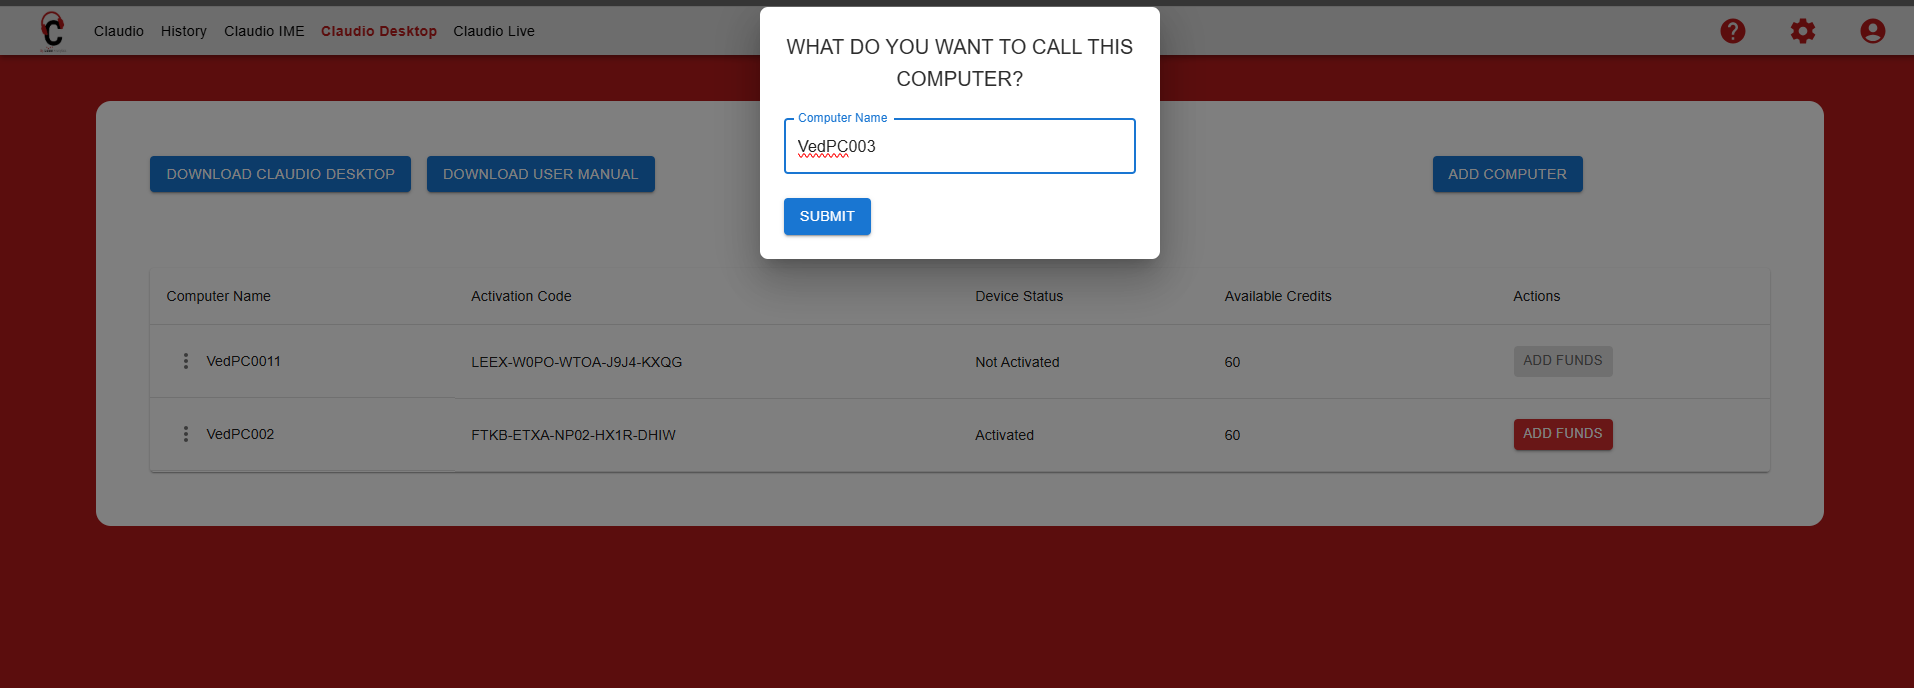 Claudio History Claudio IME Claudio Desktop Claudio Live
WHAT DO YOU WANT TO CALL THIS
COMPUTER?
Computer Name
VedPC003
SUBMIT
DOWNLOAD CLAUDIO DESKTOP DOWNLOAD USER MANUAL ADD COMPUTER
Computer Name Activation Code Device Status Available Credits Actions
VedPC0011 LEEX-W0PO-WTOA-J9J4-KXQG Not Activated 60 ADD FUNDS
VedPC002 FTKB-ETXA-NP02-HX1R-DHIW Activated 60 ADD FUNDS